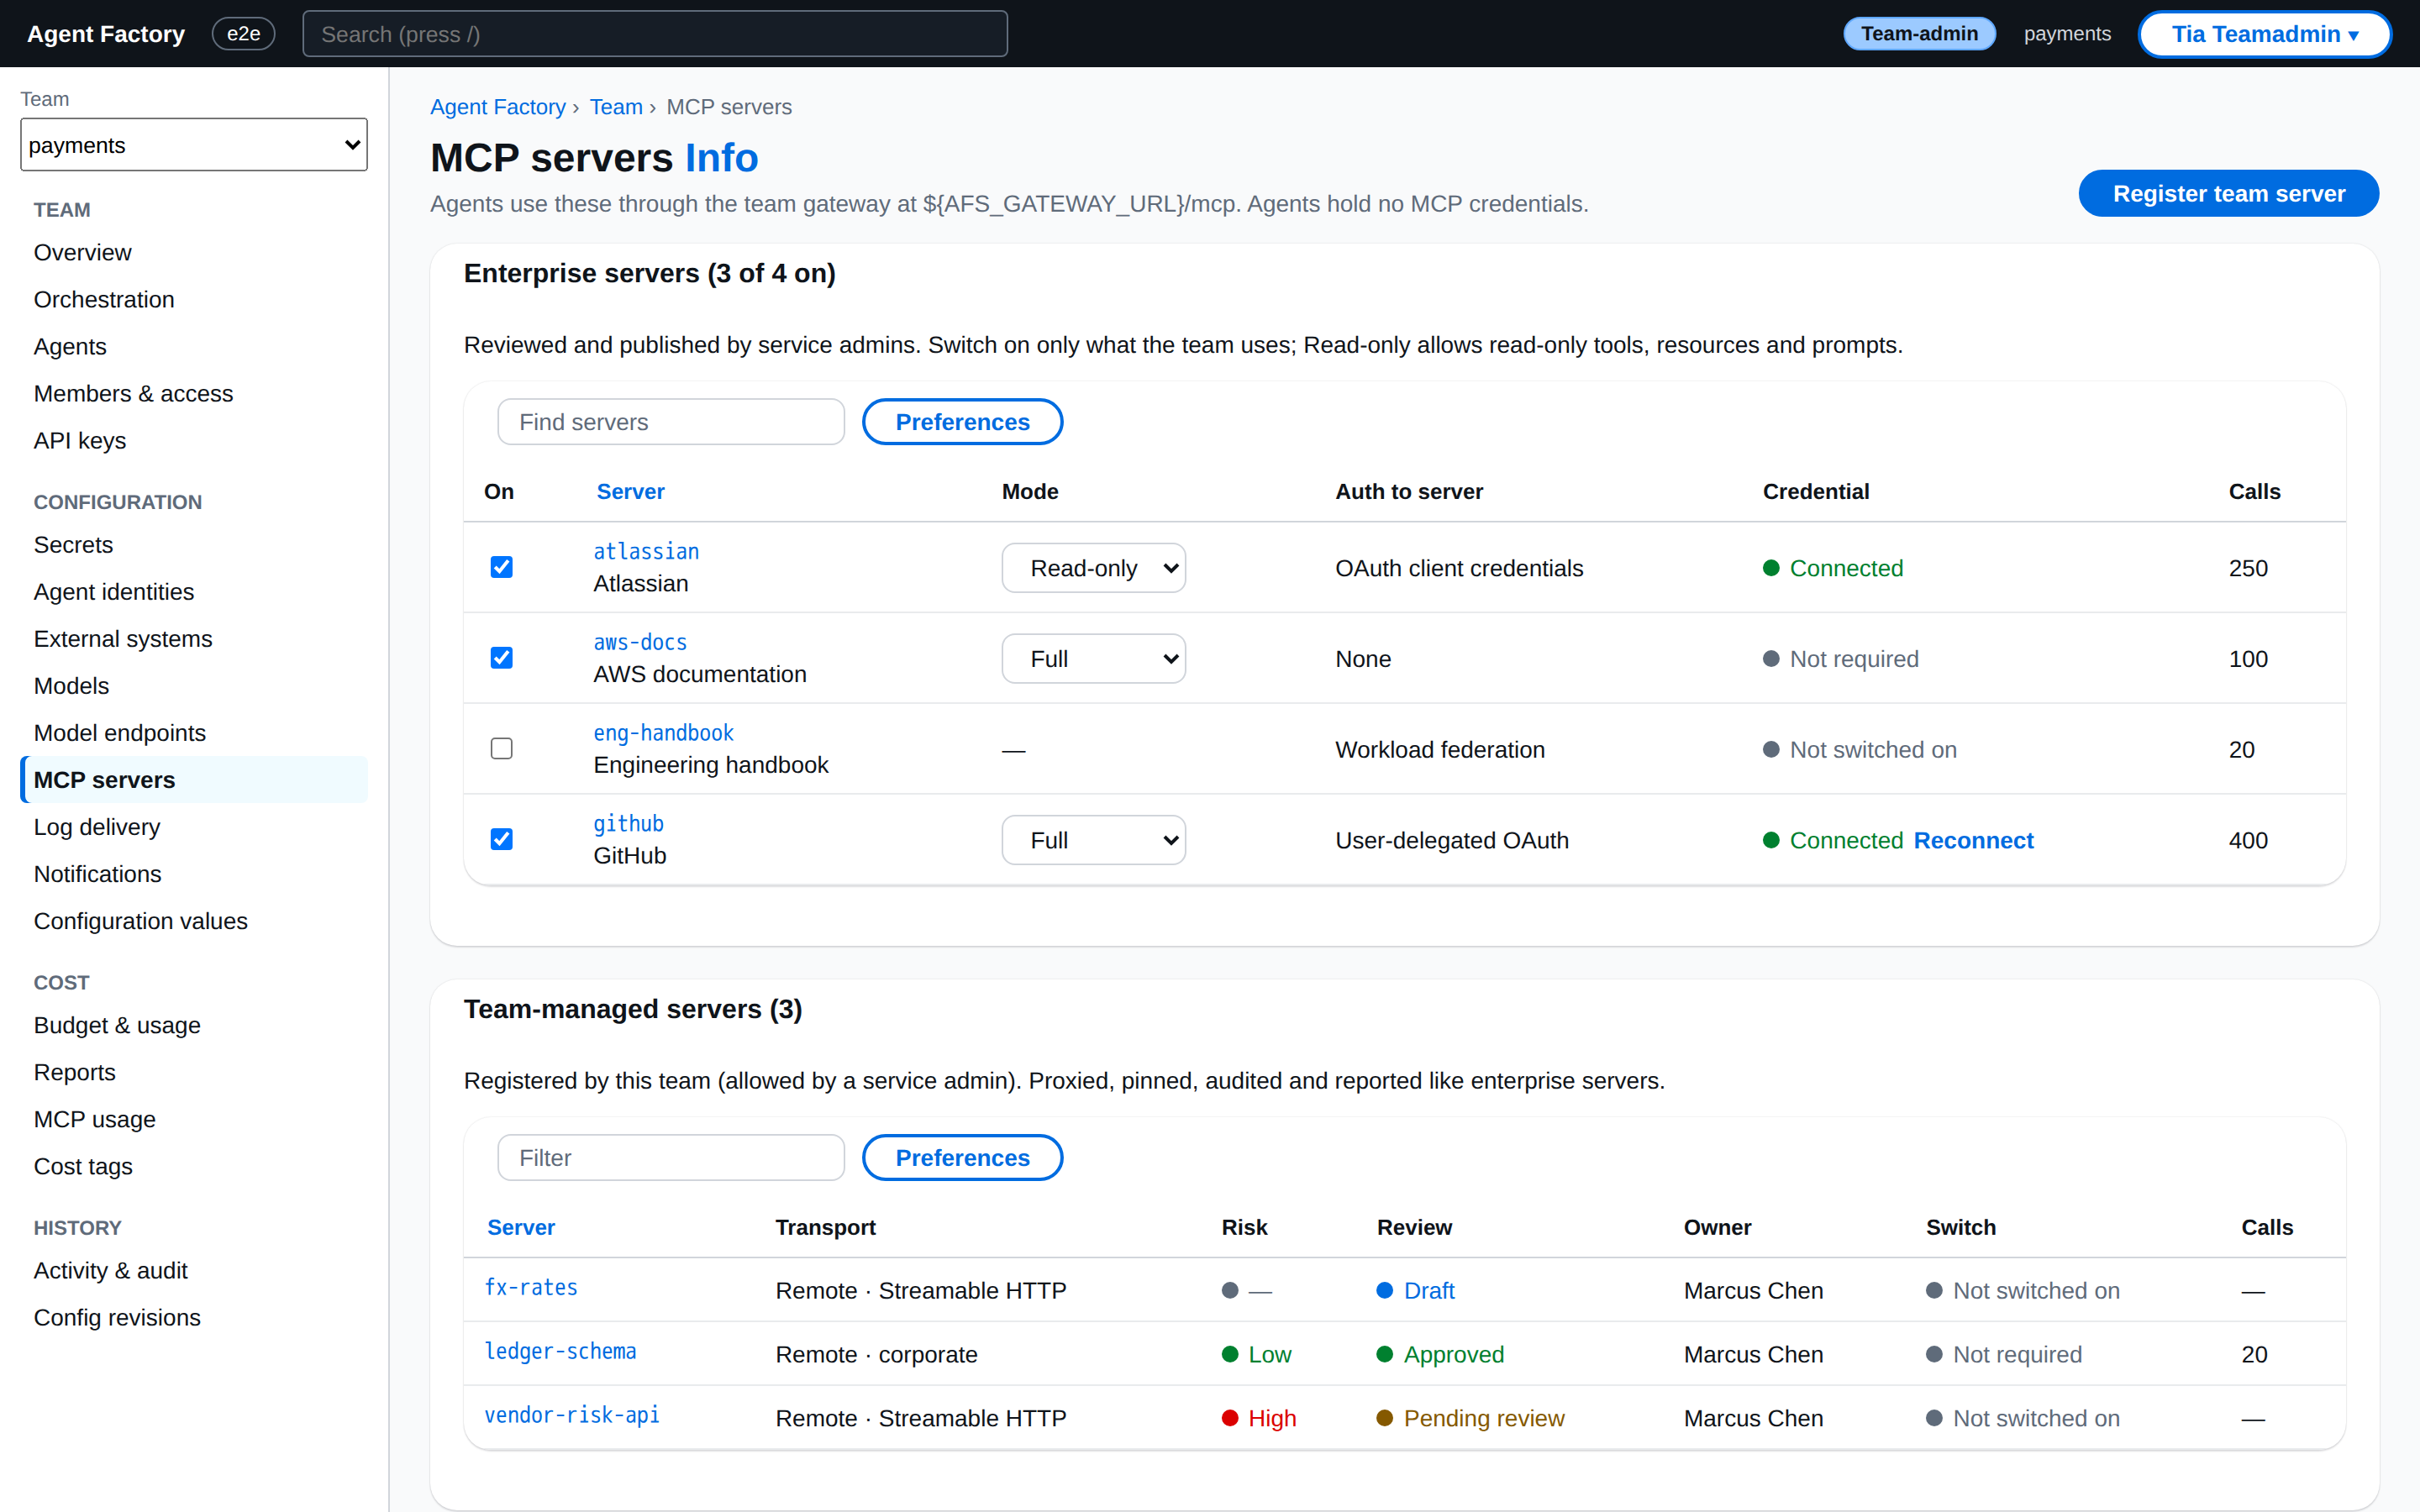 Agent Factory e2e Search (press /) Team-admin payments Tia Teamadmin ▾
Team
payments
TEAM
Overview
Orchestration
Agents
Members & access
API keys
CONFIGURATION
Secrets
Agent identities
External systems
Models
Model endpoints
MCP servers
Log delivery
Notifications
Configuration values
COST
Budget & usage
Reports
MCP usage
Cost tags
HISTORY
Activity & audit
Config revisions
Agent Factory › Team › MCP servers
MCP servers Info
Agents use these through the team gateway at ${AFS_GATEWAY_URL}/mcp. Agents hold no MCP credentials.
Register team server
Enterprise servers (3 of 4 on)
Reviewed and published by service admins. Switch on only what the team uses; Read-only allows read-only tools, resources and prompts.
Find servers Preferences
On Server Mode Auth to server Credential Calls
atlassian
Atlassian Read-only OAuth client credentials Connected 250
aws-docs
AWS documentation Full None Not required 100
eng-handbook
Engineering handbook — Workload federation Not switched on 20
github
GitHub Full User-delegated OAuth Connected Reconnect 400
Team-managed servers (3)
Registered by this team (allowed by a service admin). Proxied, pinned, audited and reported like enterprise servers.
Filter Preferences
Server Transport Risk Review Owner Switch Calls
fx-rates Remote · Streamable HTTP — Draft Marcus Chen Not switched on —
ledger-schema Remote · corporate Low Approved Marcus Chen Not required 20
vendor-risk-api Remote · Streamable HTTP High Pending review Marcus Chen Not switched on —